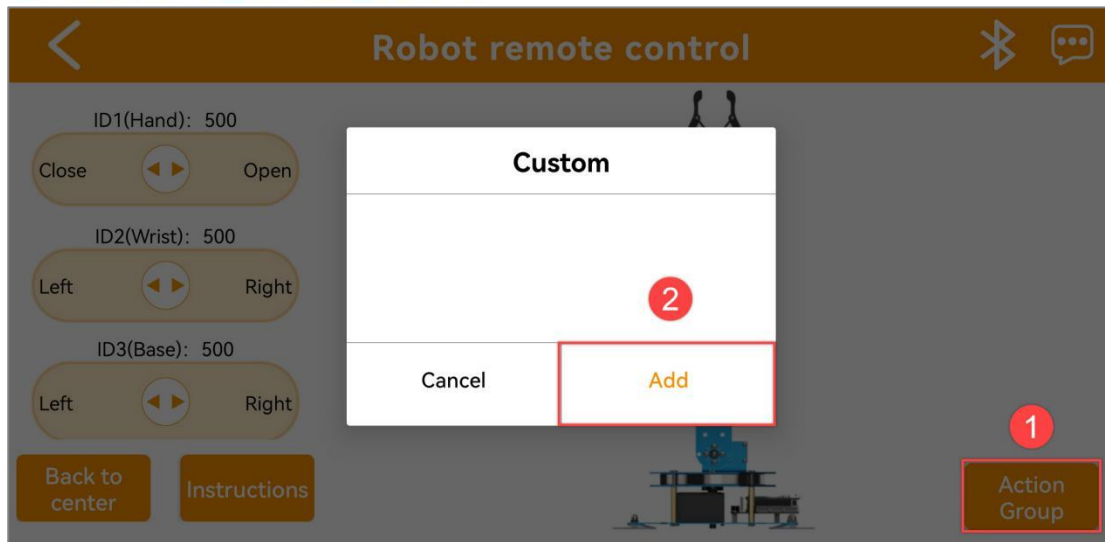 Robot remote control
ID1(Hand): 500
Close
Open
ID2(Wrist): 500
Left
Right
ID3(Base): 500
Left
Right
Back to
center
Instructions
Custom
2
Cancel
Add
1
Action
Group